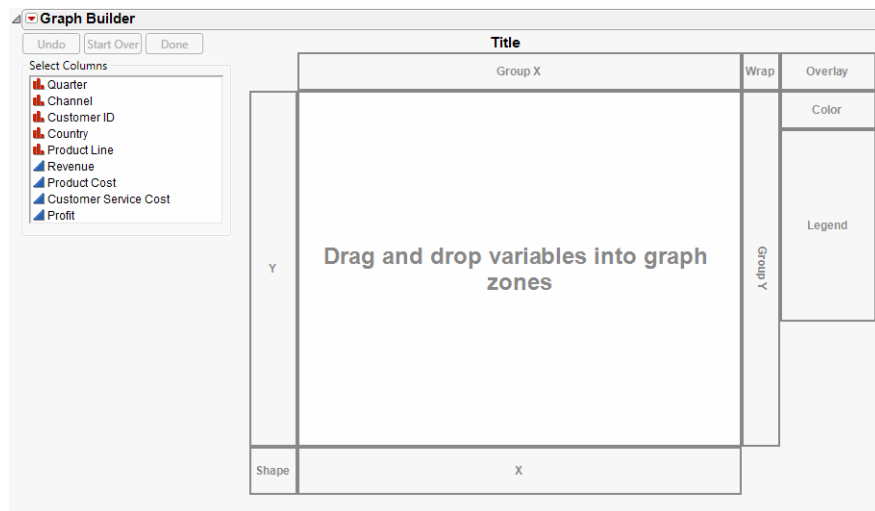 Graph Builder
Undo Start Over Done
Title
Select Columns
Quarter
Channel
Customer ID
Country
Product Line
Revenue
Product Cost
Customer Service Cost
Profit
Group X
Wrap
Overlay
Color
Legend
Y
Drag and drop variables into graph
zones
Group Y
Shape
X